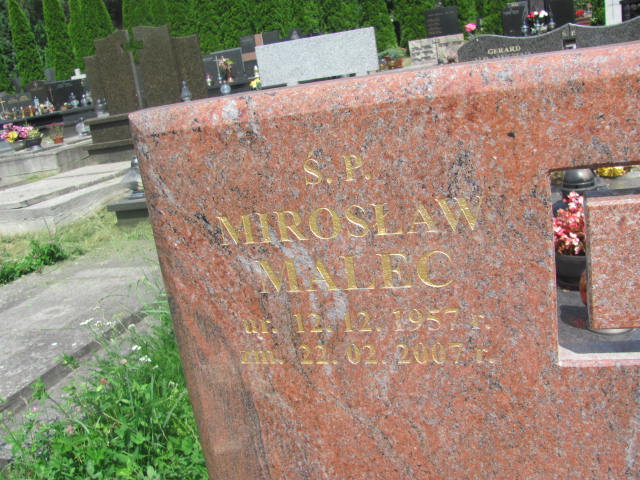 Ś. P.
MIROSŁAW
MALEC
ur. 12. 12. 1957 r.
zm. 22. 02. 2007 r.
GERARD